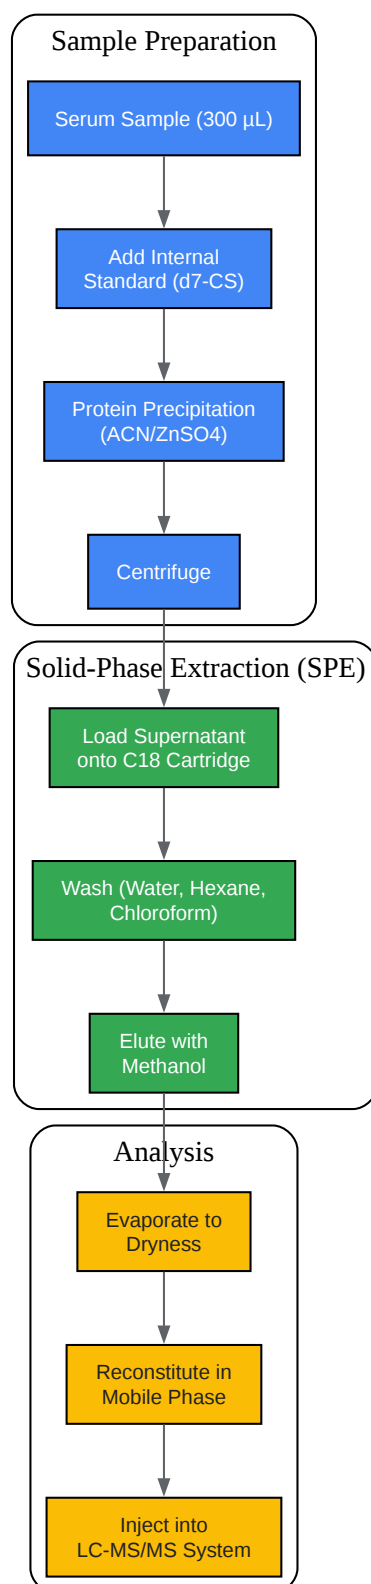 Sample Preparation
Serum Sample (300 µL)
Add Internal
Standard (d7-CS)
Protein Precipitation
(ACN/ZnSO4)
Centrifuge
Solid-Phase Extraction (SPE)
Load Supernatant
onto C18 Cartridge
Wash (Water, Hexane,
Chloroform)
Elute with
Methanol
Analysis
Evaporate to
Dryness
Reconstitute in
Mobile Phase
Inject into
LC-MS/MS System